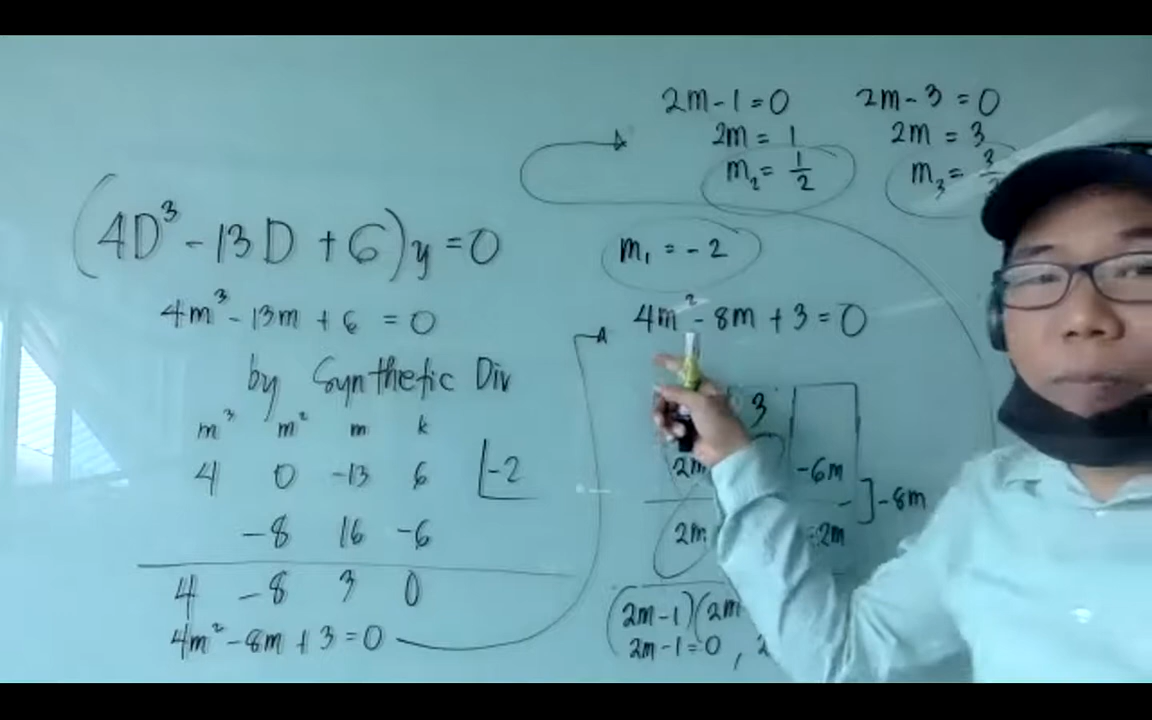 (4D³ - 13D + 6)y = 0
4m³ - 13m + 6 = 0
by Synthetic Div
m³ m² m k
4 0 -13 6 |-2
-8 16 -6
4 -8 3 0
4m² - 8m + 3 = 0
2m - 1 = 0
2m = 1
m₂ = 1/2
2m - 3 = 0
2m = 3
m₃ = 3/
m₁ = -2
4m² - 8m + 3 = 0
3
2m -6m
2m -2m ] -8m
(2m-1)(2m
2m-1=0 , 2